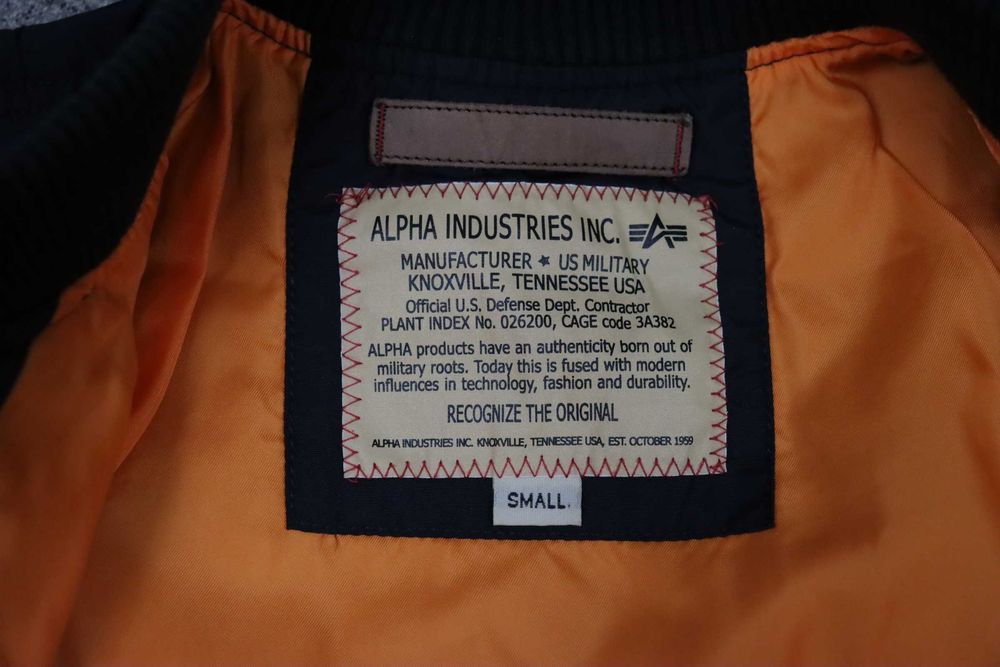 ALPHA INDUSTRIES INC.
MANUFACTURER ★ US MILITARY
KNOXVILLE, TENNESSEE USA
Official U.S. Defense Dept. Contractor
PLANT INDEX No. 026200, CAGE code 3A382
ALPHA products have an authenticity born out of
military roots. Today this is fused with modern
influences in technology, fashion and durability.
RECOGNIZE THE ORIGINAL
ALPHA INDUSTRIES INC. KNOXVILLE, TENNESSEE USA, EST. OCTOBER 1959
SMALL